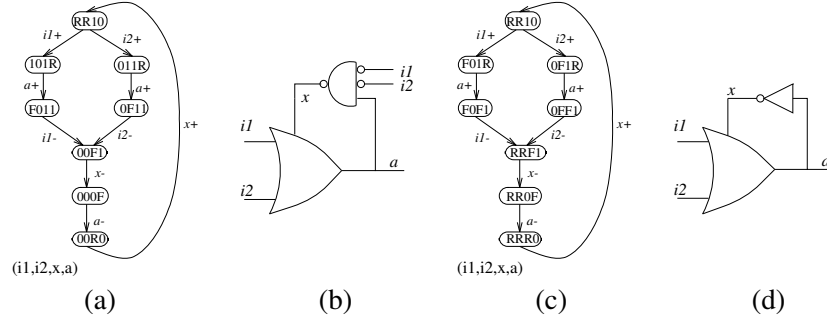 RR10
i1+ i2+
101R 011R
a+ a+
F011 0F11
i1- i2-
00F1
x-
000F
a-
00R0
x+
(i1,i2,x,a)
(a)
i1
i2
x
i1
a
i2
(b)
RR10
i1+ i2+
F01R 0F1R
a+ a+
F0F1 0FF1
i1- i2-
RRF1
x-
RR0F
a-
RRR0
x+
(i1,i2,x,a)
(c)
x
i1
a
i2
(d)